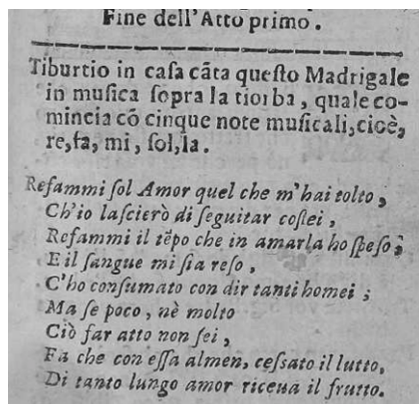 Fine dell'Atto primo.
Tiburtio in caſa cāta queſto Madrigale
in muſica ſopra la tiorba, quale co-
mincia cō cinque note muſicali, cioè,
re, fa, mi, ſol, la.
Refammi ſol Amor quel che m'hai tolto,
Ch'io laſcierò di ſeguitar coſtei,
Refammi il tēpo che in amarla ho ſpeſo;
E il ſangue mi ſia reſo,
C'ho conſumato con dir tanti homei;
Ma ſe poco, nè molto
Ciò far atto non ſei,
Fa che con eſſa almen, ceſsato il lutto,
Di tanto lungo amor riceua il frutto.